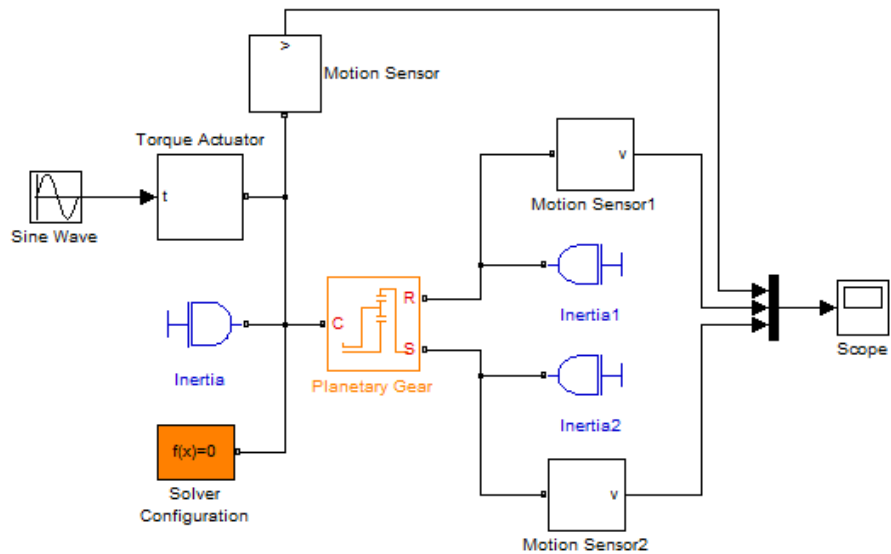 >
Motion Sensor
Torque Actuator
t
Sine Wave
v
Motion Sensor1
R
C
S
Planetary Gear
Inertia
Inertia1
Inertia2
Scope
f(x)=0
Solver
Configuration
v
Motion Sensor2